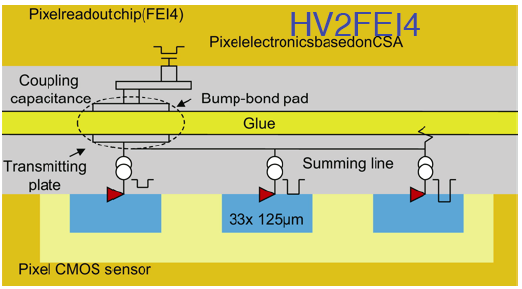 Pixelreadoutchip(FEI4)
HV2FEI4
PixelelectronicsbasedonCSA
Coupling
capacitance
Bump-bond pad
Glue
Transmitting
plate
Summing line
33x 125µm
Pixel CMOS sensor